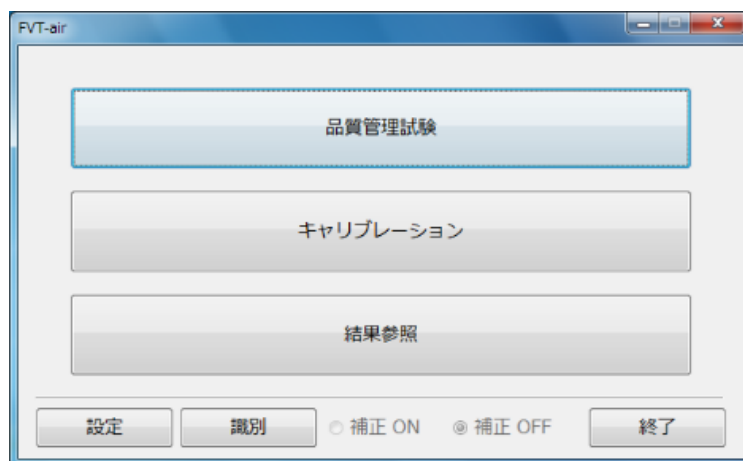 FVT-air
品質管理試験
キャリブレーション
結果参照
設定 識別 補正 ON 補正 OFF 終了